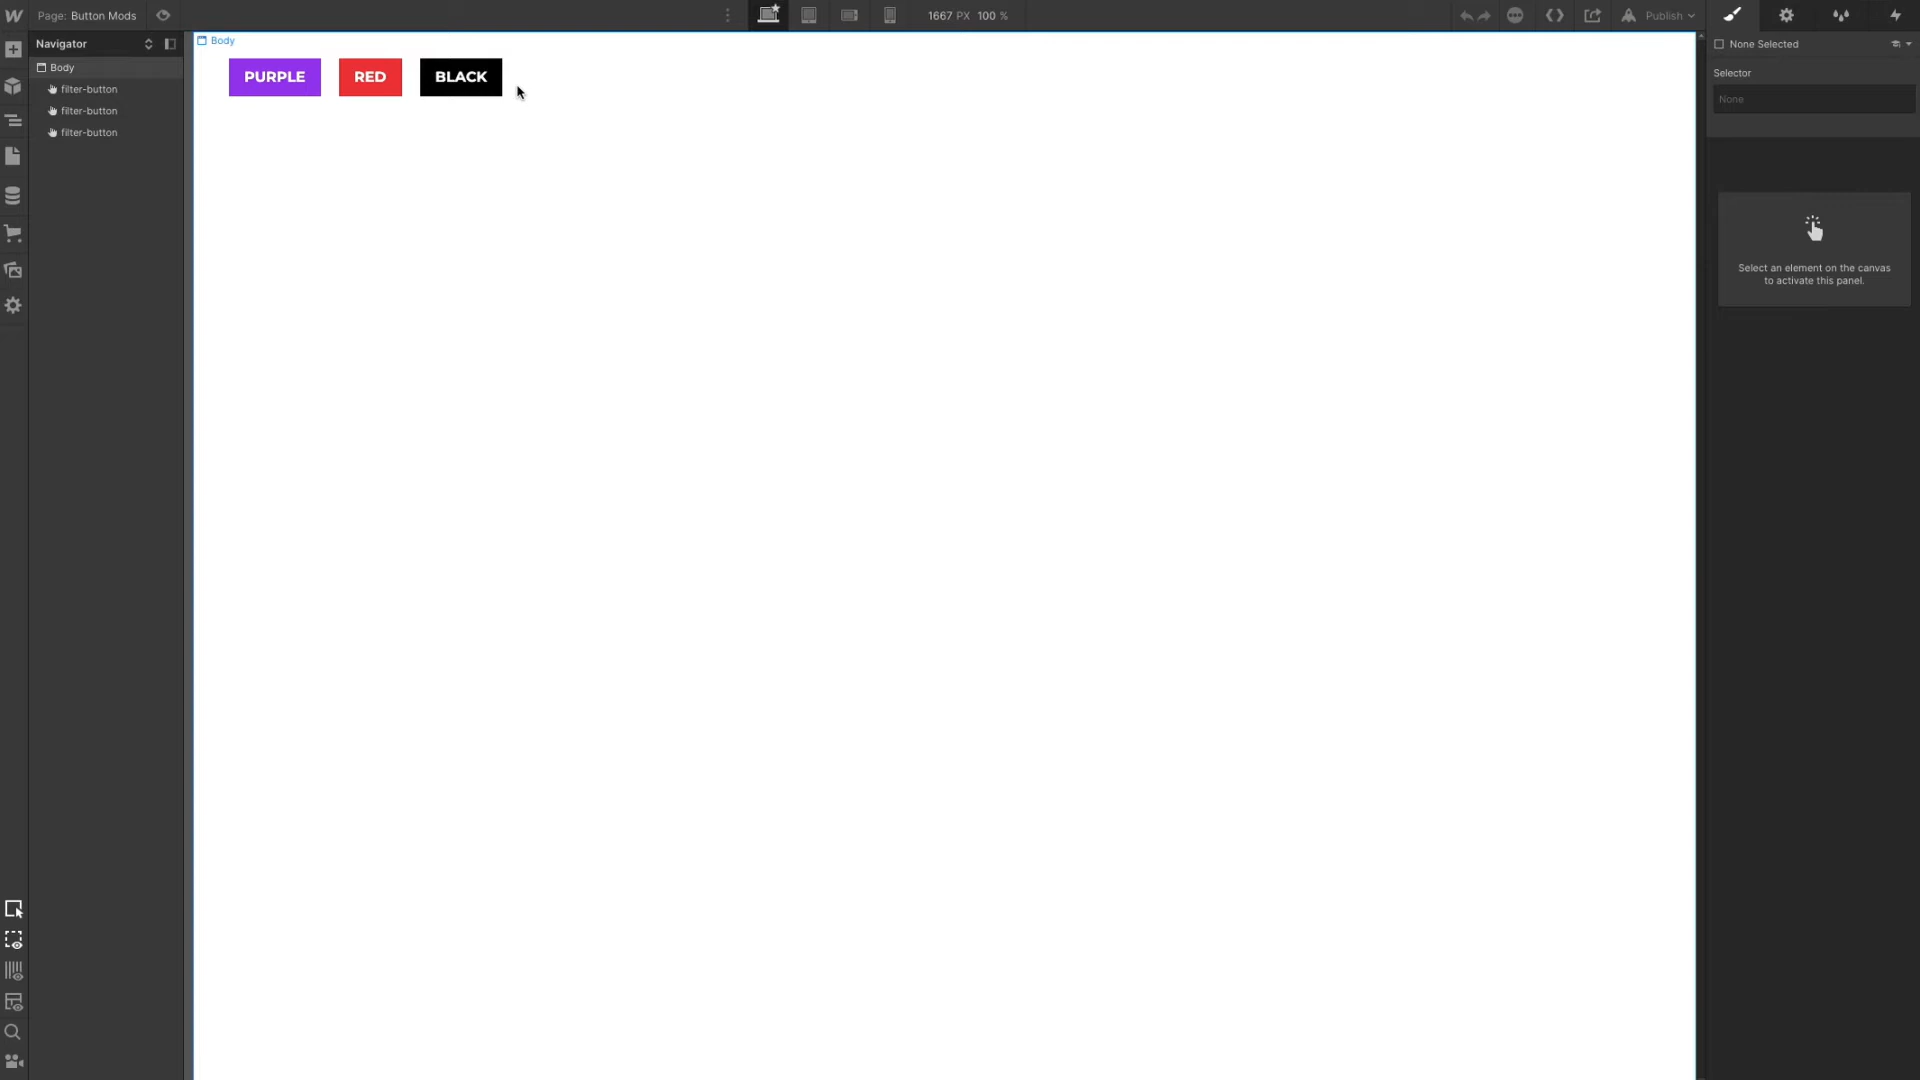 Page: Button Mods
1667 PX 100 %
Publish
Navigator
Body
filter-button
filter-button
filter-button
Body
PURPLE
RED
BLACK
None Selected
Selector
None
Select an element on the canvas
to activate this panel.